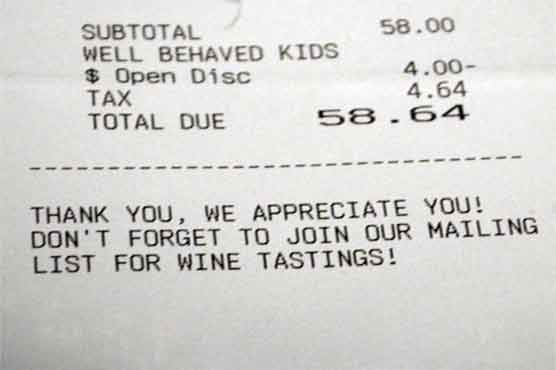 SUBTOTAL 58.00
WELL BEHAVED KIDS
$ Open Disc 4.00-
TAX 4.64
TOTAL DUE 58.64
--------------------------------
THANK YOU, WE APPRECIATE YOU!
DON'T FORGET TO JOIN OUR MAILING
LIST FOR WINE TASTINGS!